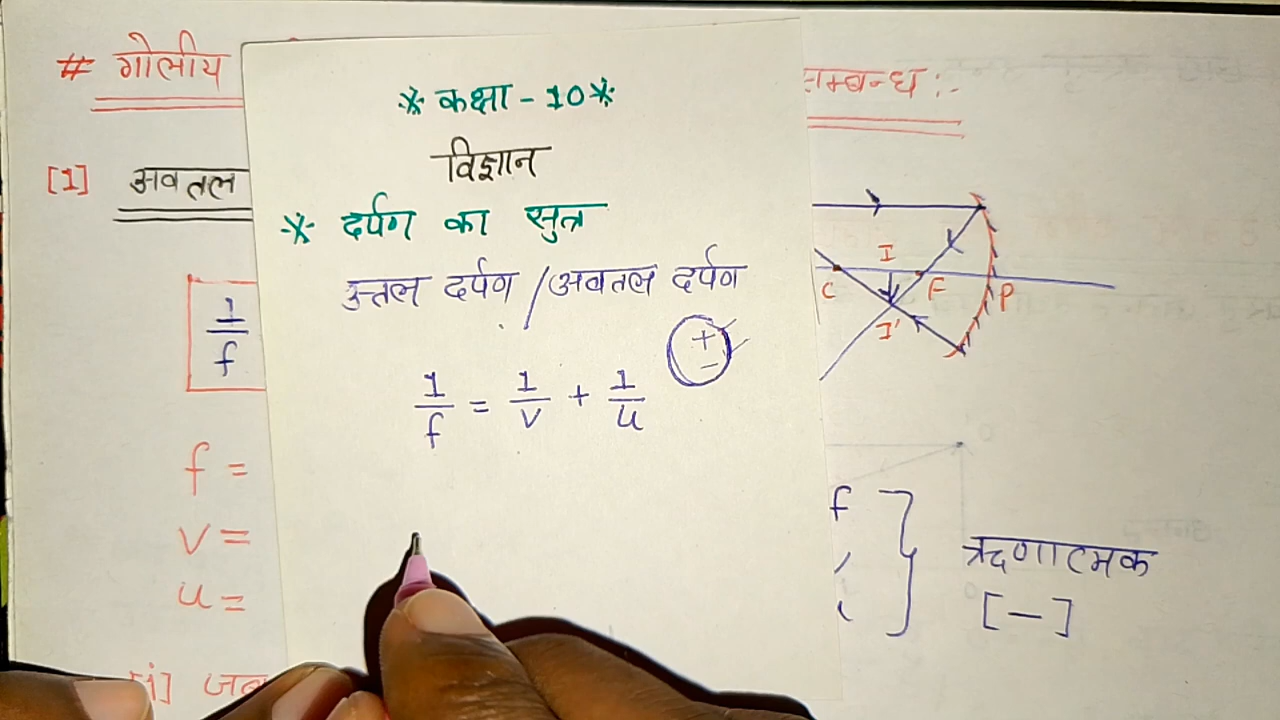 # गोलीय
सम्बन्ध :-
* कक्षा - 10 *
विज्ञान
* दर्पण का सुत्र
उत्तल दर्पण / अवतल दर्पण
+
-
1/f = 1/v + 1/u
[1] अवतल
1/f
f =
v =
u =
[i] जब
I
C
F
P
I'
f
ऋणात्मक
[-]